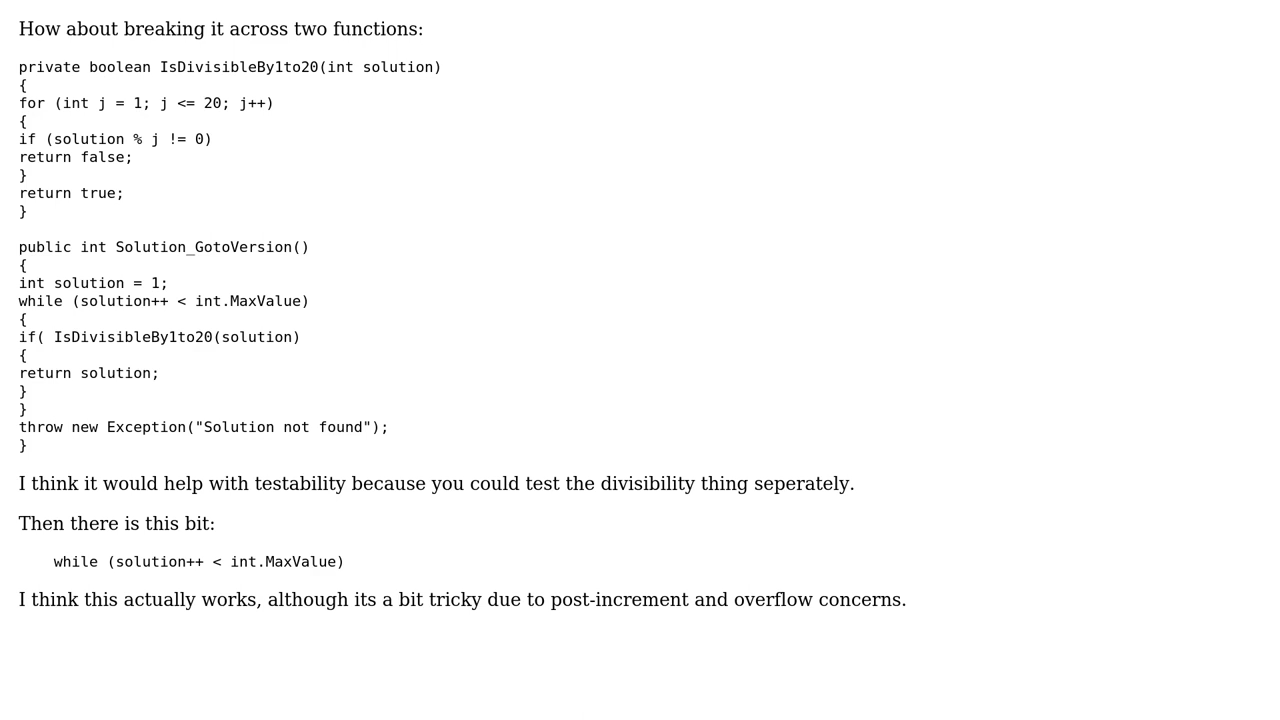 How about breaking it across two functions:
private boolean IsDivisibleBy1to20(int solution)
{
for (int j = 1; j <= 20; j++)
{
if (solution % j != 0)
return false;
}
return true;
}
public int Solution_GotoVersion()
{
int solution = 1;
while (solution++ < int.MaxValue)
{
if( IsDivisibleBy1to20(solution)
{
return solution;
}
}
throw new Exception("Solution not found");
}
I think it would help with testability because you could test the divisibility thing seperately.
Then there is this bit:
while (solution++ < int.MaxValue)
I think this actually works, although its a bit tricky due to post-increment and overflow concerns.